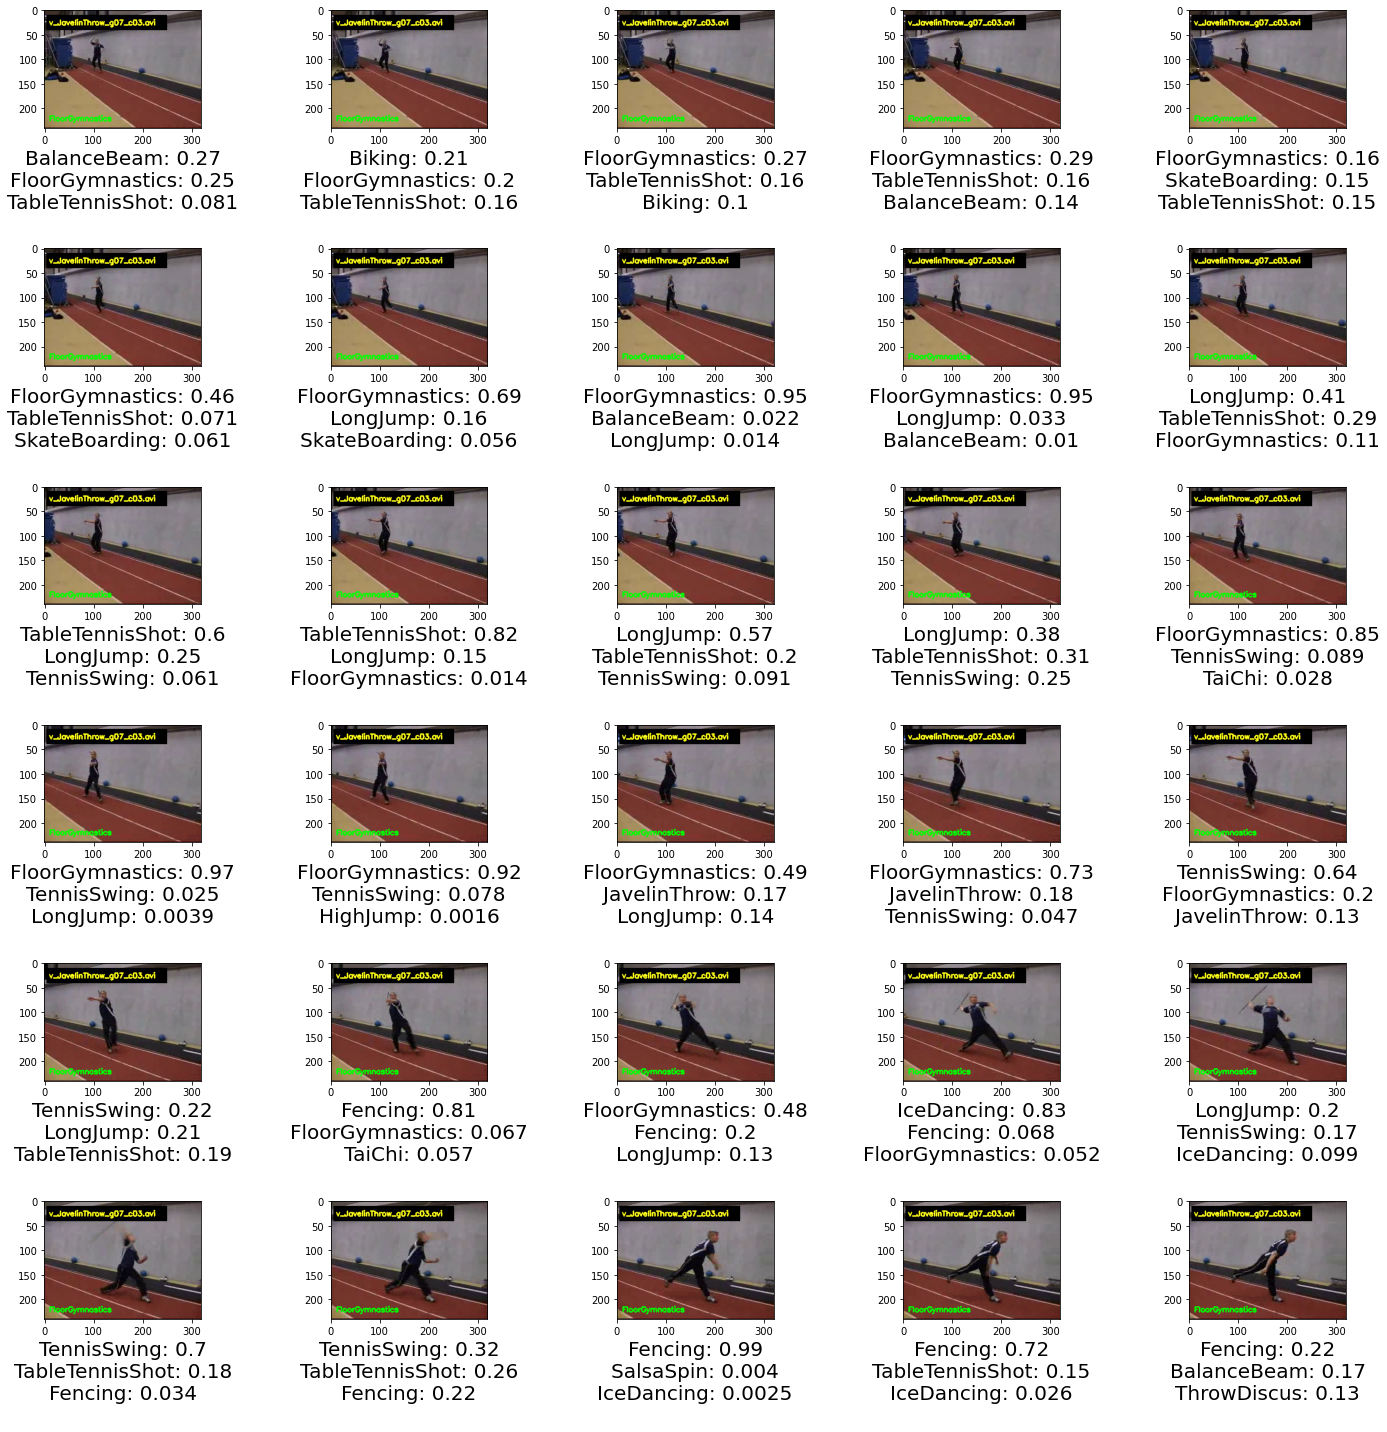 0 0 0 0 0
v_JavelinThrow_g07_c03.avi v_JavelinThrow_g07_c03.avi v_JavelinThrow_g07_c03.avi v_JavelinThrow_g07_c03.avi v_JavelinThrow_g07_c03.avi
50 50 50 50 50
100 100 100 100 100
150 150 150 150 150
200 200 200 200 200
FloorGymnastics FloorGymnastics FloorGymnastics FloorGymnastics FloorGymnastics
0 100 200 300 0 100 200 300 0 100 200 300 0 100 200 300 0 100 200 300
BalanceBeam: 0.27 Biking: 0.21 FloorGymnastics: 0.27 FloorGymnastics: 0.29 FloorGymnastics: 0.16
FloorGymnastics: 0.25 FloorGymnastics: 0.2 TableTennisShot: 0.16 TableTennisShot: 0.16 SkateBoarding: 0.15
TableTennisShot: 0.081 TableTennisShot: 0.16 Biking: 0.1 BalanceBeam: 0.14 TableTennisShot: 0.15
0 0 0 0 0
v_JavelinThrow_g07_c03.avi v_JavelinThrow_g07_c03.avi v_JavelinThrow_g07_c03.avi v_JavelinThrow_g07_c03.avi v_JavelinThrow_g07_c03.avi
50 50 50 50 50
100 100 100 100 100
150 150 150 150 150
200 200 200 200 200
FloorGymnastics FloorGymnastics FloorGymnastics FloorGymnastics FloorGymnastics
0 100 200 300 0 100 200 300 0 100 200 300 0 100 200 300 0 100 200 300
FloorGymnastics: 0.46 FloorGymnastics: 0.69 FloorGymnastics: 0.95 FloorGymnastics: 0.95 LongJump: 0.41
TableTennisShot: 0.071 LongJump: 0.16 BalanceBeam: 0.022 LongJump: 0.033 TableTennisShot: 0.29
SkateBoarding: 0.061 SkateBoarding: 0.056 LongJump: 0.014 BalanceBeam: 0.01 FloorGymnastics: 0.11
0 0 0 0 0
v_JavelinThrow_g07_c03.avi v_JavelinThrow_g07_c03.avi v_JavelinThrow_g07_c03.avi v_JavelinThrow_g07_c03.avi v_JavelinThrow_g07_c03.avi
50 50 50 50 50
100 100 100 100 100
150 150 150 150 150
200 200 200 200 200
FloorGymnastics FloorGymnastics FloorGymnastics FloorGymnastics FloorGymnastics
0 100 200 300 0 100 200 300 0 100 200 300 0 100 200 300 0 100 200 300
TableTennisShot: 0.6 TableTennisShot: 0.82 LongJump: 0.57 LongJump: 0.38 FloorGymnastics: 0.85
LongJump: 0.25 LongJump: 0.15 TableTennisShot: 0.2 TableTennisShot: 0.31 TennisSwing: 0.089
TennisSwing: 0.061 FloorGymnastics: 0.014 TennisSwing: 0.091 TennisSwing: 0.25 TaiChi: 0.028
0 0 0 0 0
v_JavelinThrow_g07_c03.avi v_JavelinThrow_g07_c03.avi v_JavelinThrow_g07_c03.avi v_JavelinThrow_g07_c03.avi v_JavelinThrow_g07_c03.avi
50 50 50 50 50
100 100 100 100 100
150 150 150 150 150
200 200 200 200 200
FloorGymnastics FloorGymnastics FloorGymnastics FloorGymnastics FloorGymnastics
0 100 200 300 0 100 200 300 0 100 200 300 0 100 200 300 0 100 200 300
FloorGymnastics: 0.97 FloorGymnastics: 0.92 FloorGymnastics: 0.49 FloorGymnastics: 0.73 TennisSwing: 0.64
TennisSwing: 0.025 TennisSwing: 0.078 JavelinThrow: 0.17 JavelinThrow: 0.18 FloorGymnastics: 0.2
LongJump: 0.0039 HighJump: 0.0016 LongJump: 0.14 TennisSwing: 0.047 JavelinThrow: 0.13
0 0 0 0 0
v_JavelinThrow_g07_c03.avi v_JavelinThrow_g07_c03.avi v_JavelinThrow_g07_c03.avi v_JavelinThrow_g07_c03.avi v_JavelinThrow_g07_c03.avi
50 50 50 50 50
100 100 100 100 100
150 150 150 150 150
200 200 200 200 200
FloorGymnastics FloorGymnastics FloorGymnastics FloorGymnastics FloorGymnastics
0 100 200 300 0 100 200 300 0 100 200 300 0 100 200 300 0 100 200 300
TennisSwing: 0.22 Fencing: 0.81 FloorGymnastics: 0.48 IceDancing: 0.83 LongJump: 0.2
LongJump: 0.21 FloorGymnastics: 0.067 Fencing: 0.2 Fencing: 0.068 TennisSwing: 0.17
TableTennisShot: 0.19 TaiChi: 0.057 LongJump: 0.13 FloorGymnastics: 0.052 IceDancing: 0.099
0 0 0 0 0
v_JavelinThrow_g07_c03.avi v_JavelinThrow_g07_c03.avi v_JavelinThrow_g07_c03.avi v_JavelinThrow_g07_c03.avi v_JavelinThrow_g07_c03.avi
50 50 50 50 50
100 100 100 100 100
150 150 150 150 150
200 200 200 200 200
FloorGymnastics FloorGymnastics FloorGymnastics FloorGymnastics FloorGymnastics
0 100 200 300 0 100 200 300 0 100 200 300 0 100 200 300 0 100 200 300
TennisSwing: 0.7 TennisSwing: 0.32 Fencing: 0.99 Fencing: 0.72 Fencing: 0.22
TableTennisShot: 0.18 TableTennisShot: 0.26 SalsaSpin: 0.004 TableTennisShot: 0.15 BalanceBeam: 0.17
Fencing: 0.034 Fencing: 0.22 IceDancing: 0.0025 IceDancing: 0.026 ThrowDiscus: 0.13